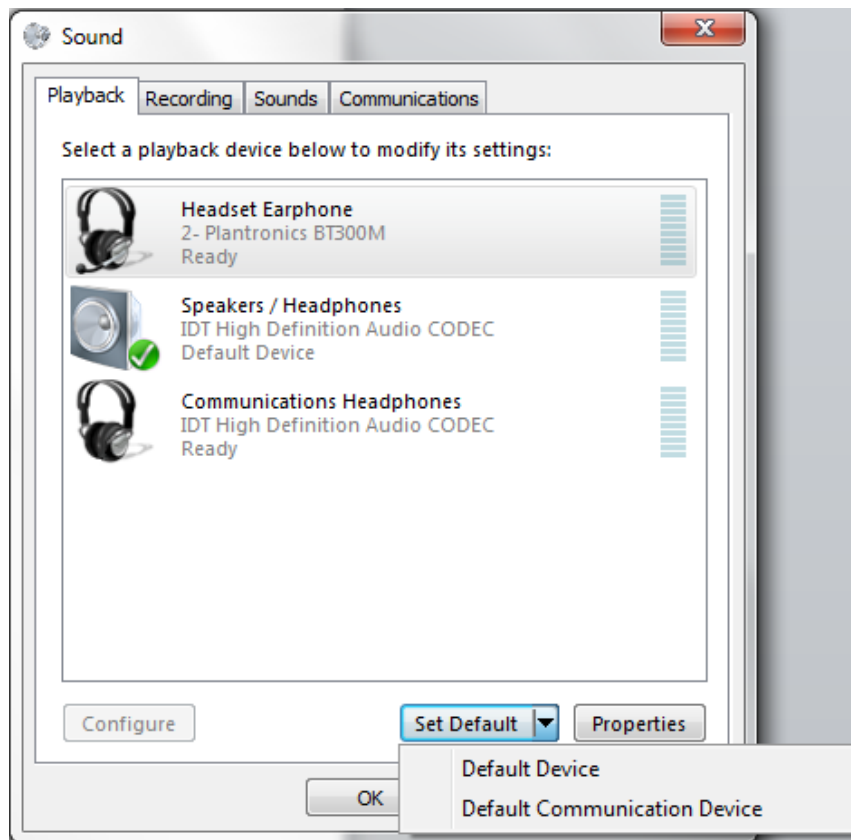 Sound
Playback Recording Sounds Communications
Select a playback device below to modify its settings:
Headset Earphone
2- Plantronics BT300M
Ready
Speakers / Headphones
IDT High Definition Audio CODEC
Default Device
Communications Headphones
IDT High Definition Audio CODEC
Ready
Configure Set Default Properties
Default Device
OK
Default Communication Device